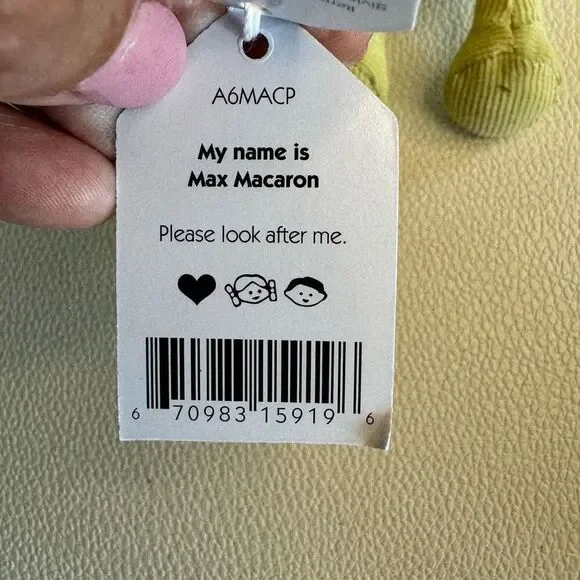 A6MACP
My name is
Max Macaron
Please look after me.
6 70983 15919 6